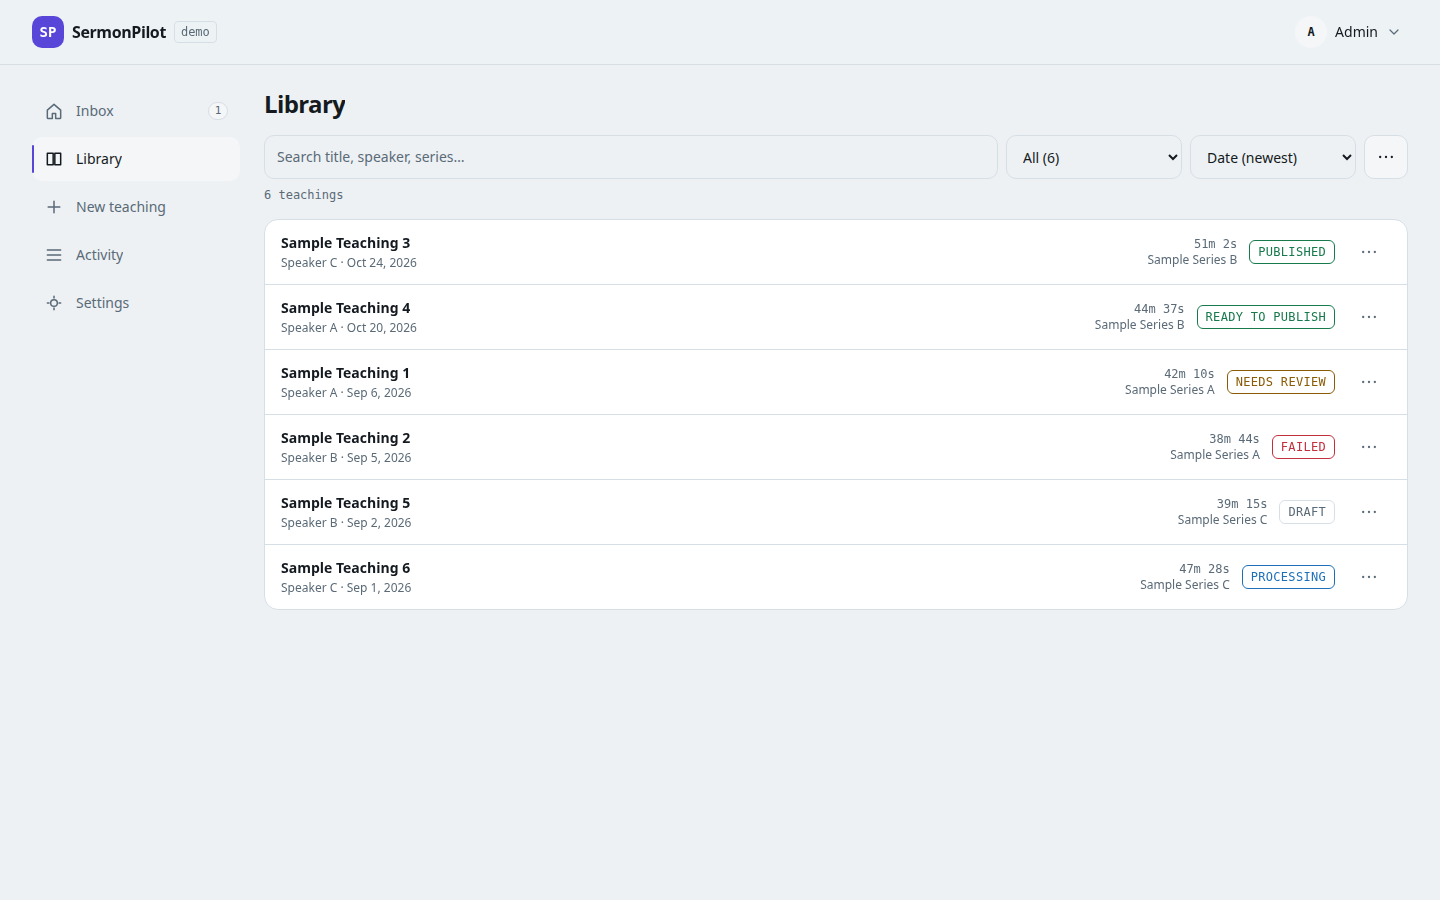 SP SermonPilot demo
A Admin
Inbox 1
Library
New teaching
Activity
Settings
Library
Search title, speaker, series...
All (6)
Date (newest)
6 teachings
Sample Teaching 3
Speaker C · Oct 24, 2026
51m 2s
Sample Series B
PUBLISHED
Sample Teaching 4
Speaker A · Oct 20, 2026
44m 37s
Sample Series B
READY TO PUBLISH
Sample Teaching 1
Speaker A · Sep 6, 2026
42m 10s
Sample Series A
NEEDS REVIEW
Sample Teaching 2
Speaker B · Sep 5, 2026
38m 44s
Sample Series A
FAILED
Sample Teaching 5
Speaker B · Sep 2, 2026
39m 15s
Sample Series C
DRAFT
Sample Teaching 6
Speaker C · Sep 1, 2026
47m 28s
Sample Series C
PROCESSING